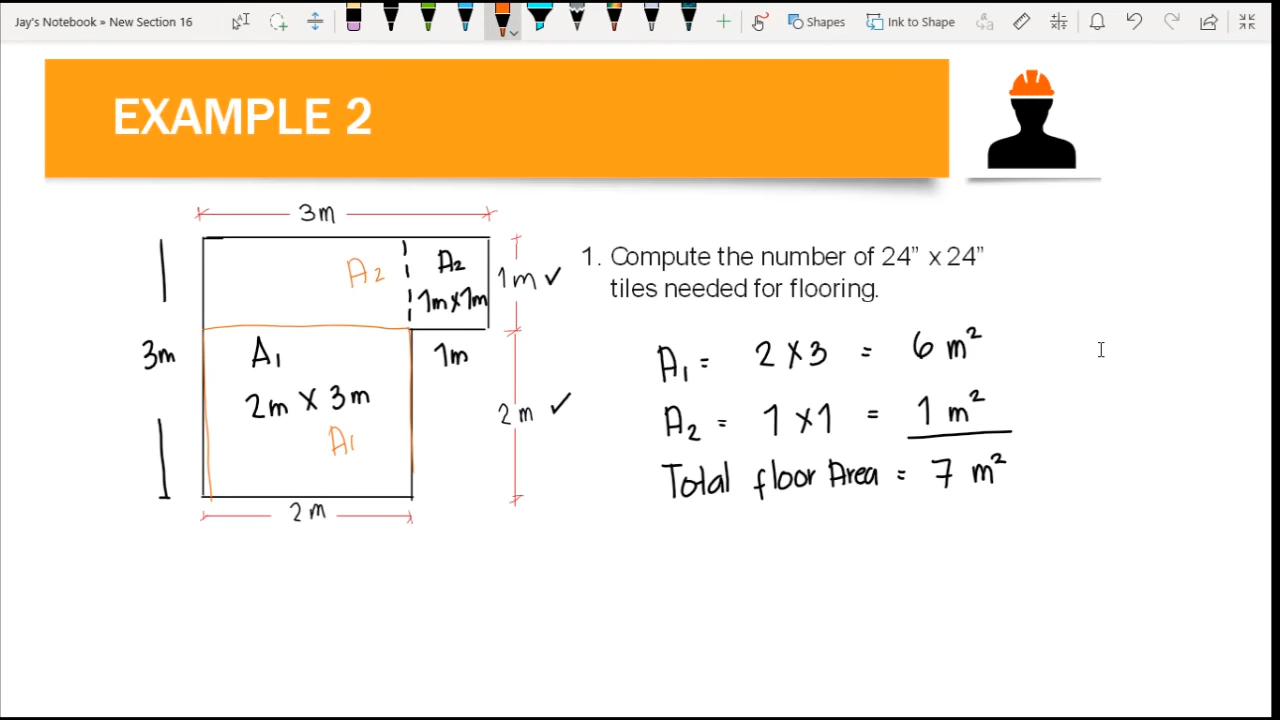 Jay's Notebook » New Section 16
Shapes
Ink to Shape
EXAMPLE 2
3m
A2
A2
1m x 1m
1m ✓
1. Compute the number of 24” x 24”
tiles needed for flooring.
3m
A1
2m x 3m
A1
1m
2m ✓
2m
A1 = 2 x 3 = 6 m²
A2 = 1 x 1 = 1 m²
Total floor Area = 7 m²